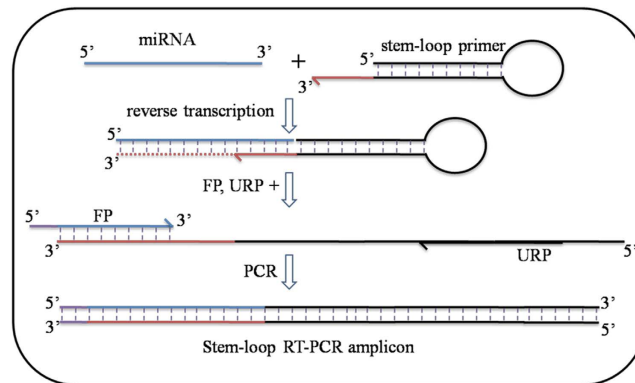 5’ miRNA 3’ + 5’ stem-loop primer
3’
reverse transcription
5’
3’
FP, URP +
5’ FP 3’
3’ URP 5’
PCR
5’ 3’
3’ 5’
Stem-loop RT-PCR amplicon